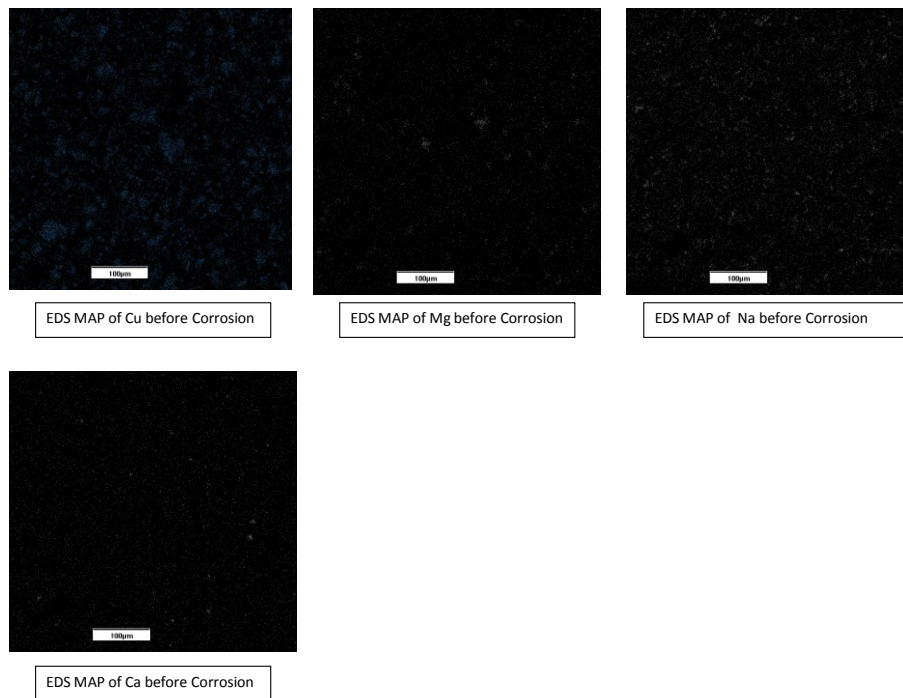 100µm
100µm
100µm
EDS MAP of Cu before Corrosion
EDS MAP of Mg before Corrosion
EDS MAP of  Na before Corrosion
100µm
EDS MAP of Ca before Corrosion